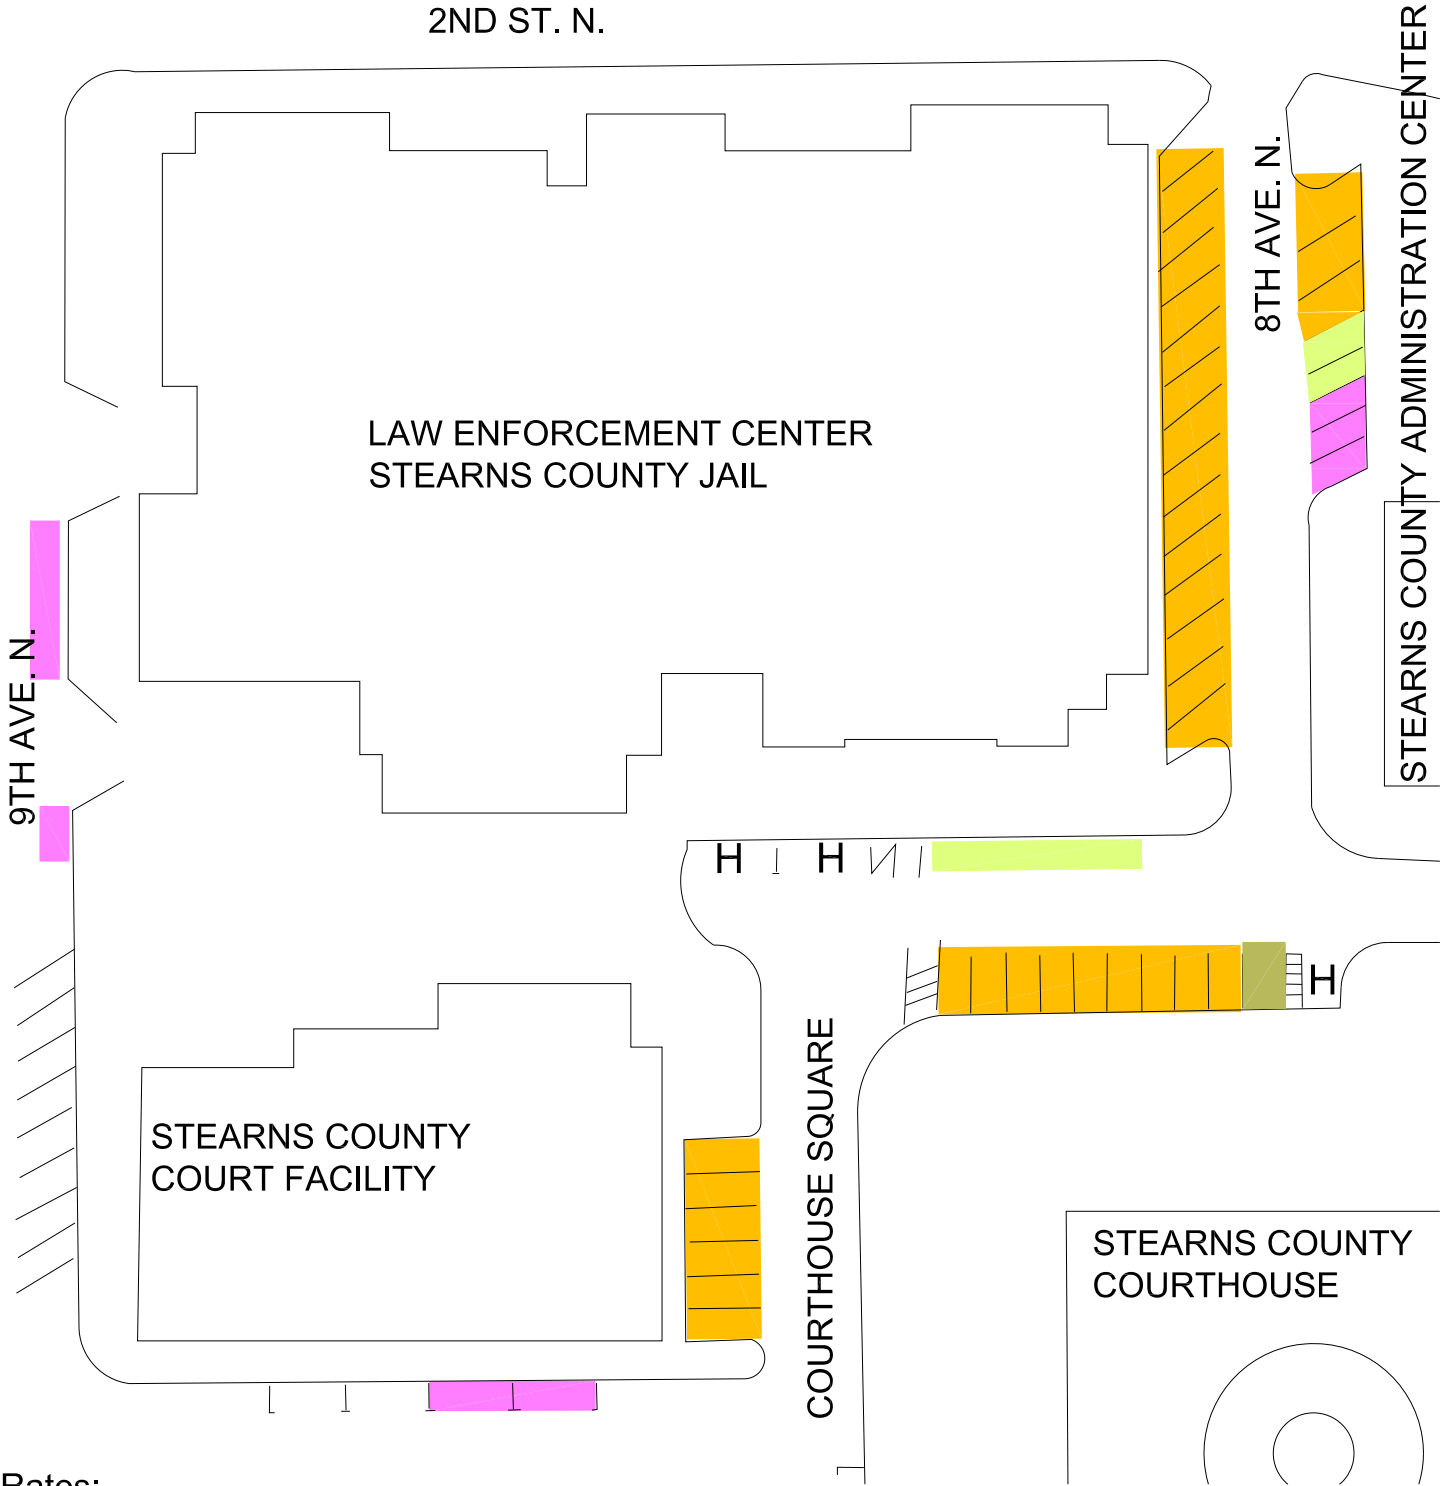 2ND ST. N.
STEARNS COUNTY ADMINISTRATION CENTER
8TH AVE. N.
LAW ENFORCEMENT CENTER
STEARNS COUNTY JAIL
9TH AVE. N.
H H
H
COURTHOUSE SQUARE
STEARNS COUNTY
COURT FACILITY
STEARNS COUNTY
COURTHOUSE
Rates: